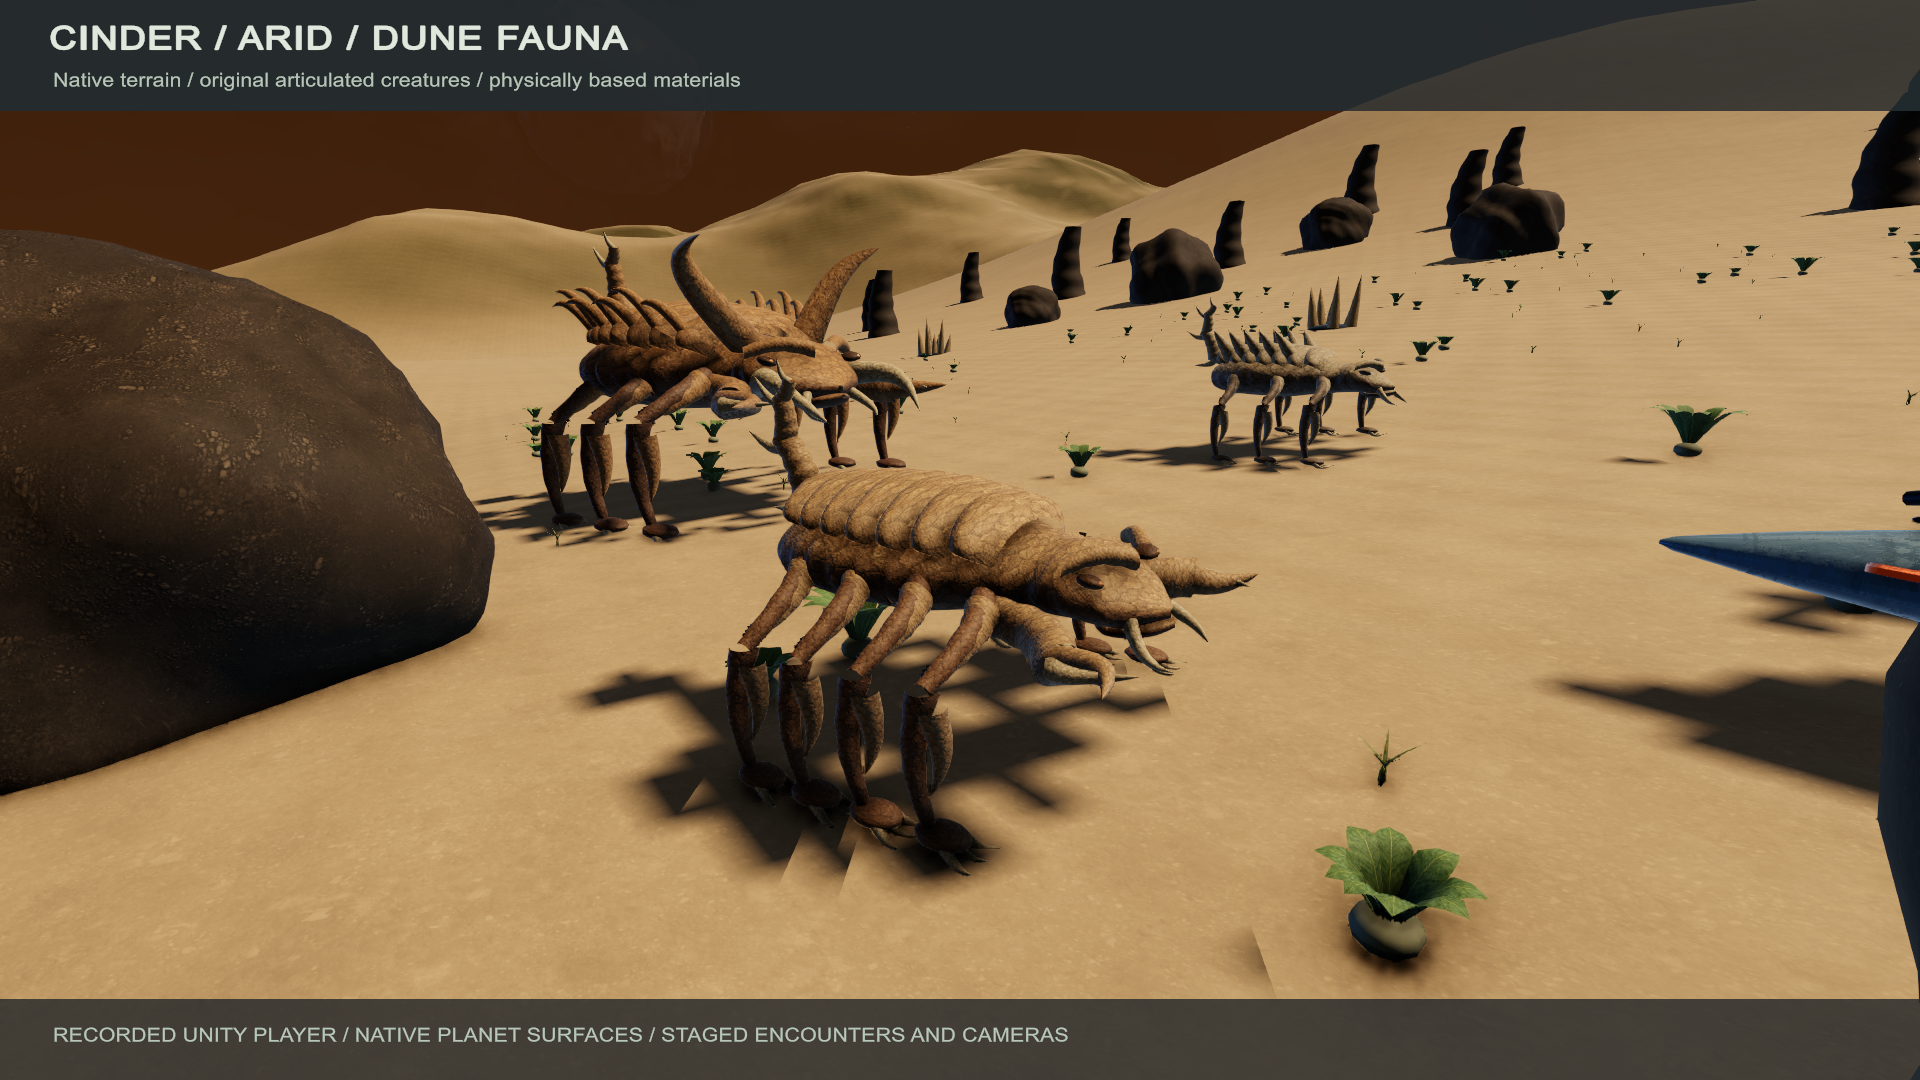 CINDER / ARID / DUNE FAUNA
Native terrain / original articulated creatures / physically based materials
RECORDED UNITY PLAYER / NATIVE PLANET SURFACES / STAGED ENCOUNTERS AND CAMERAS